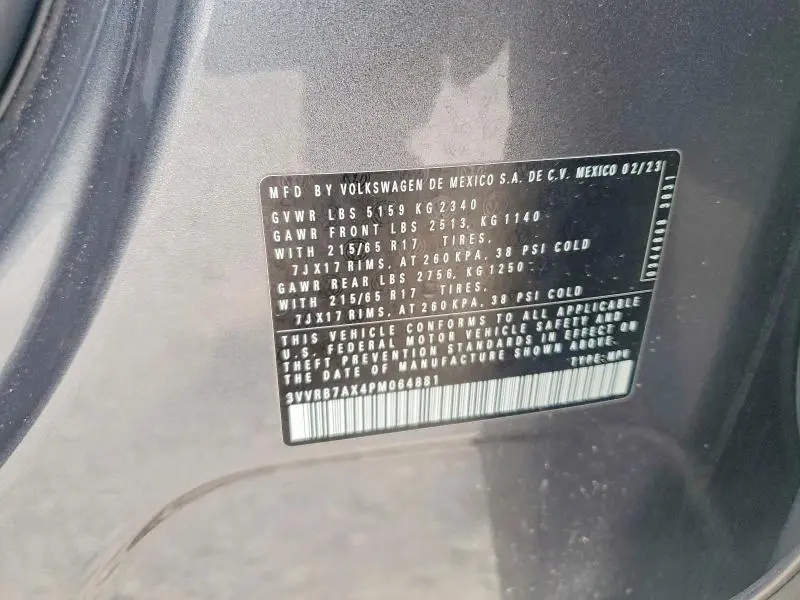 MFD BY VOLKSWAGEN DE MEXICO S.A. DE C.V. MEXICO 02/23
GVWR LBS 5159 KG 2340
GAWR FRONT LBS 2513, KG 1140
WITH 215/65 R17 TIRES,
7JX17 RIMS, AT 260 KPA, 38 PSI COLD
GAWR REAR LBS 2756, KG 1250
WITH 215/65 R17 TIRES,
7JX17 RIMS, AT 260 KPA, 38 PSI COLD
THIS VEHICLE CONFORMS TO ALL APPLICABLE
U.S. FEDERAL MOTOR VEHICLE SAFETY AND
THEFT PREVENTION STANDARDS IN EFFECT ON
THE DATE OF MANUFACTURE SHOWN ABOVE.
TYPE: MPV
3VVRB7AX4PM064881